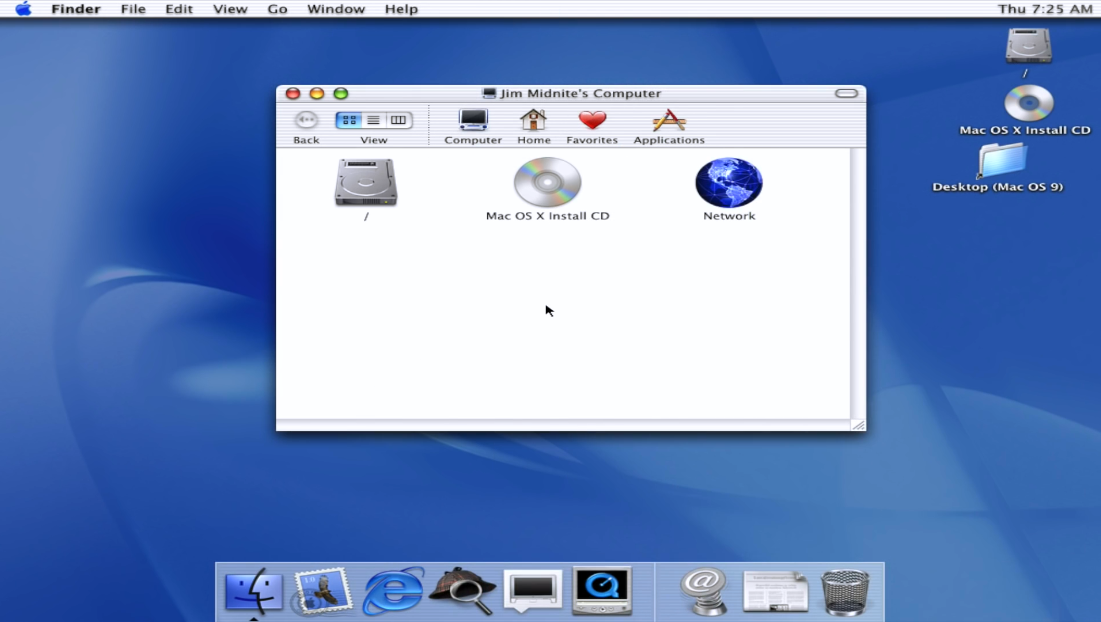 Finder File Edit View Go Window Help Thu 7:25 AM
/
Mac OS X Install CD
Desktop (Mac OS 9)
Jim Midnite's Computer
Back View Computer Home Favorites Applications
/ Mac OS X Install CD Network
@